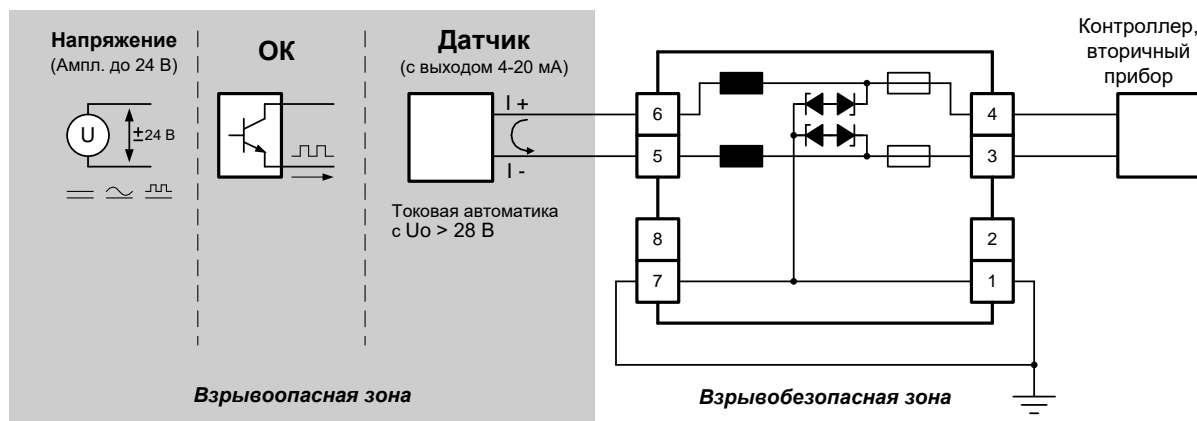 Напряжение
(Ампл. до 24 В)
U
±24 В
ОК
Датчик
(с выходом 4-20 мА)
I +
I -
Токовая автоматика
с Uo > 28 В
6
5
8
7
4
3
2
1
Контроллер,
вторичный
прибор
Взрывоопасная зона
Взрывобезопасная зона